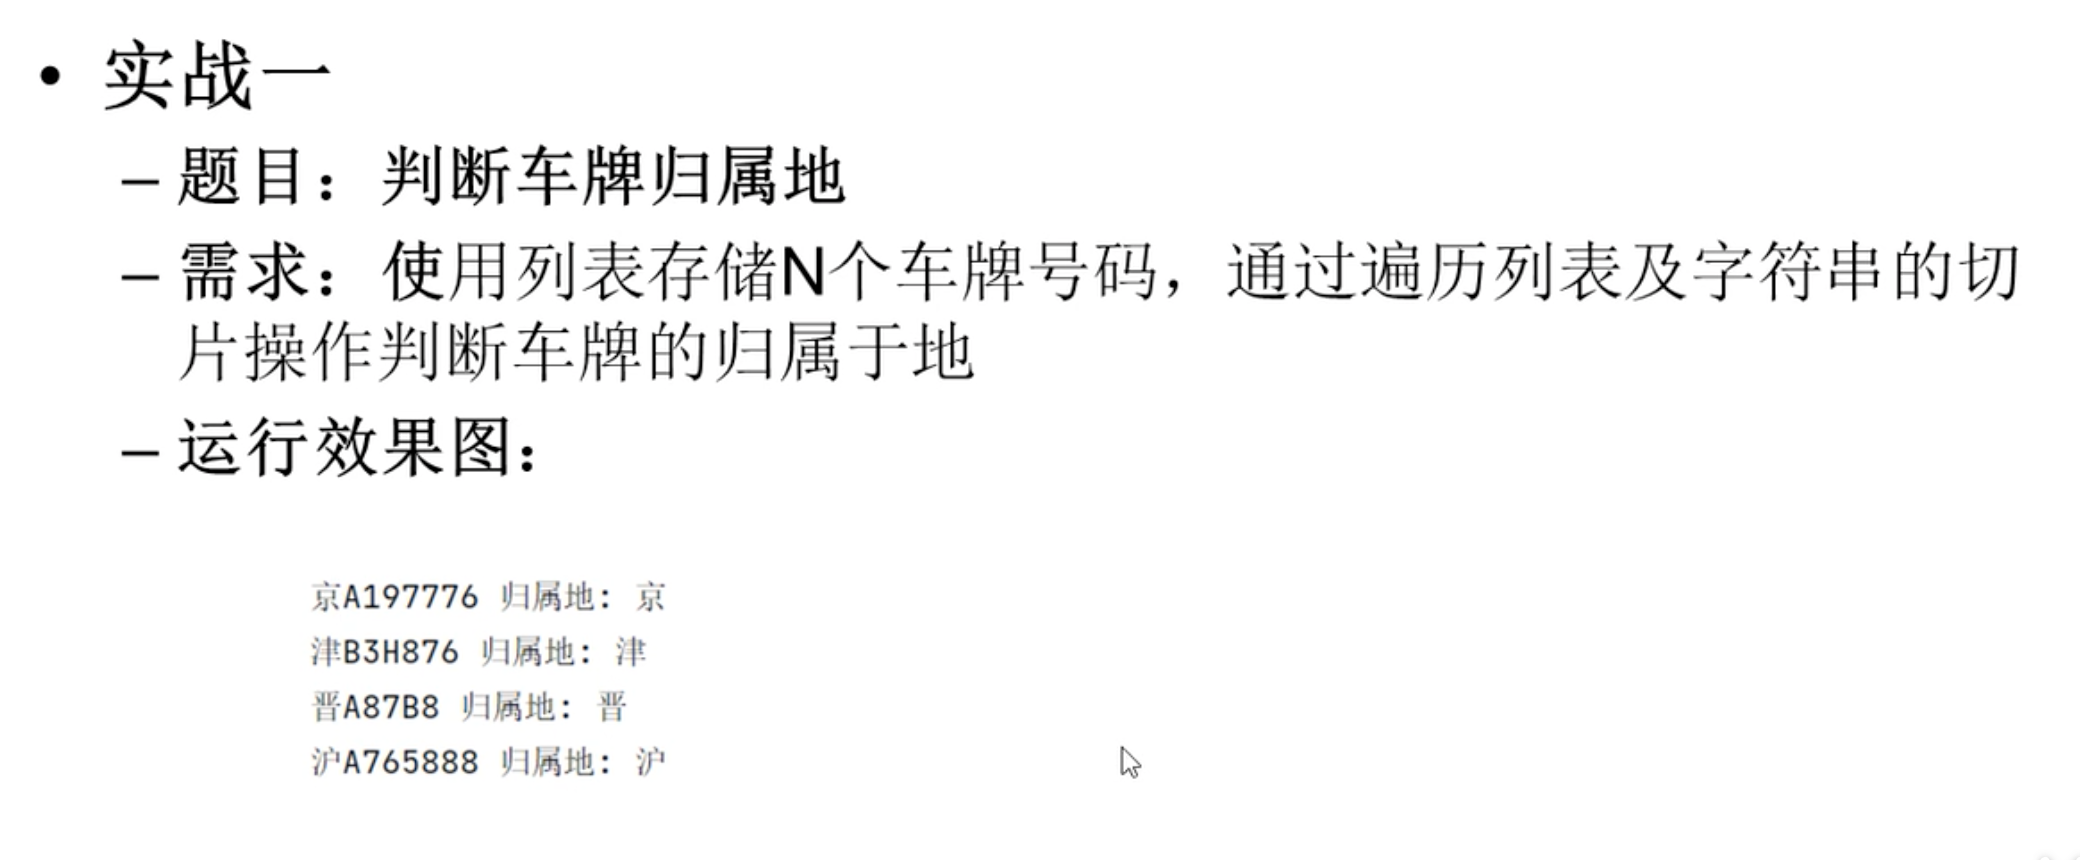 • 实战一
– 题目：判断车牌归属地
– 需求：使用列表存储N个车牌号码，通过遍历列表及字符串的切
片操作判断车牌的归属于地
– 运行效果图：
京A197776 归属地: 京
津B3H876 归属地: 津
晋A87B8 归属地: 晋
沪A765888 归属地: 沪